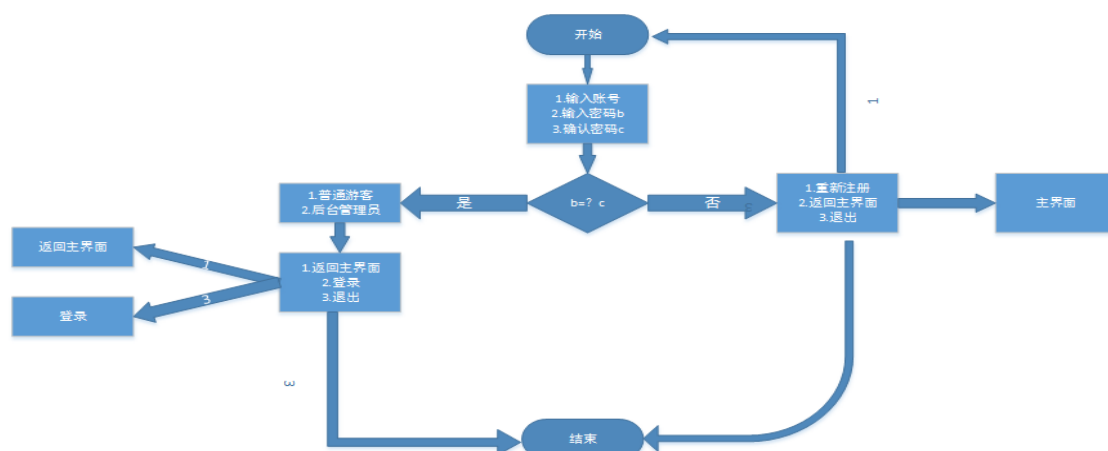 开始
1
1.输入账号
2.输入密码b
3.确认密码c
1.普通游客
2.后台管理员
是
b=? c
否
1.重新注册
2.返回主界面
3.退出
主界面
返回主界面
1.返回主界面
2.登录
3.退出
3
登录
3
结束